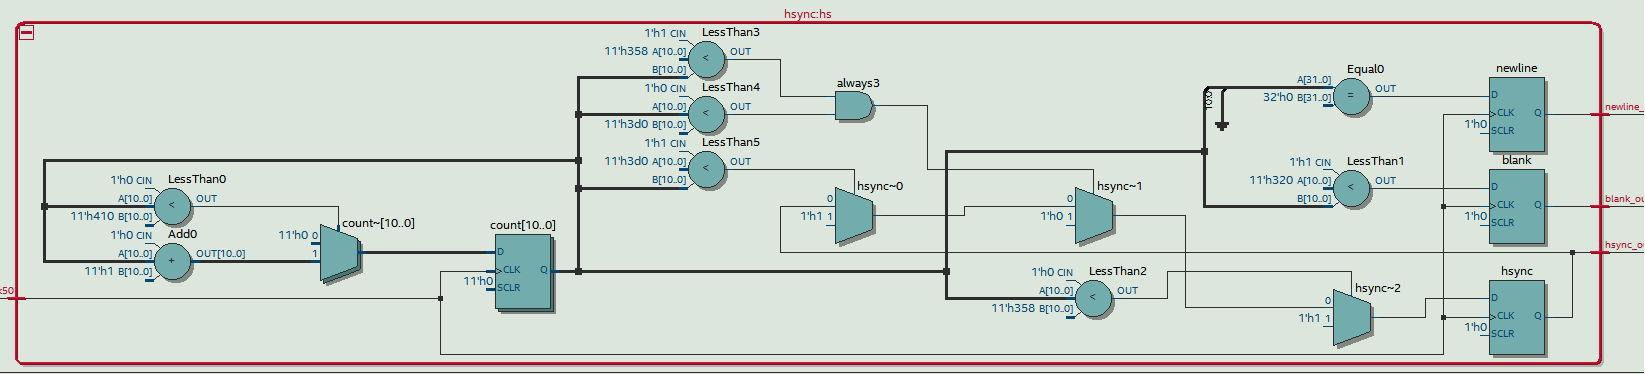 hsync:hs
1'h1 CIN
LessThan3
11'h358 A[10..0]
OUT
B[10..0]
<
1'h0 CIN
LessThan4
A[10..0]
OUT
11'h3d0 B[10..0]
<
always3
1'h1 CIN
LessThan5
11'h3d0 A[10..0]
OUT
B[10..0]
<
1'h0 CIN
LessThan0
A[10..0]
OUT
11'h410 B[10..0]
<
1'h0 CIN
Add0
A[10..0]
OUT[10..0]
11'h1 B[10..0]
+
count~[10..0]
11'h0 0
1
count[10..0]
D
CLK
Q
11'h0
SCLR
k50
hsync~0
0
1'h1 1
hsync~1
0
1'h0 1
1'h0 CIN
LessThan2
A[10..0]
OUT
11'h358 B[10..0]
<
hsync~2
0
1'h1 1
10:0
Equal0
A[31..0]
OUT
32'h0 B[31..0]
=
1'h1 CIN
LessThan1
11'h320 A[10..0]
OUT
B[10..0]
<
newline
D
CLK
Q
1'h0
SCLR
newline_
blank
D
CLK
Q
1'h0
SCLR
blank_ou
hsync_o
hsync
D
CLK
Q
1'h0
SCLR